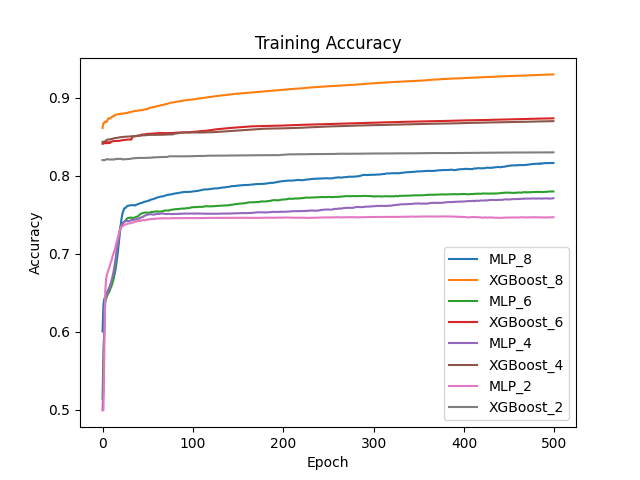 Training Accuracy
Accuracy
0.9
0.8
0.7
0.6
0.5
0
100
200
300
400
500
Epoch
MLP_8
XGBoost_8
MLP_6
XGBoost_6
MLP_4
XGBoost_4
MLP_2
XGBoost_2